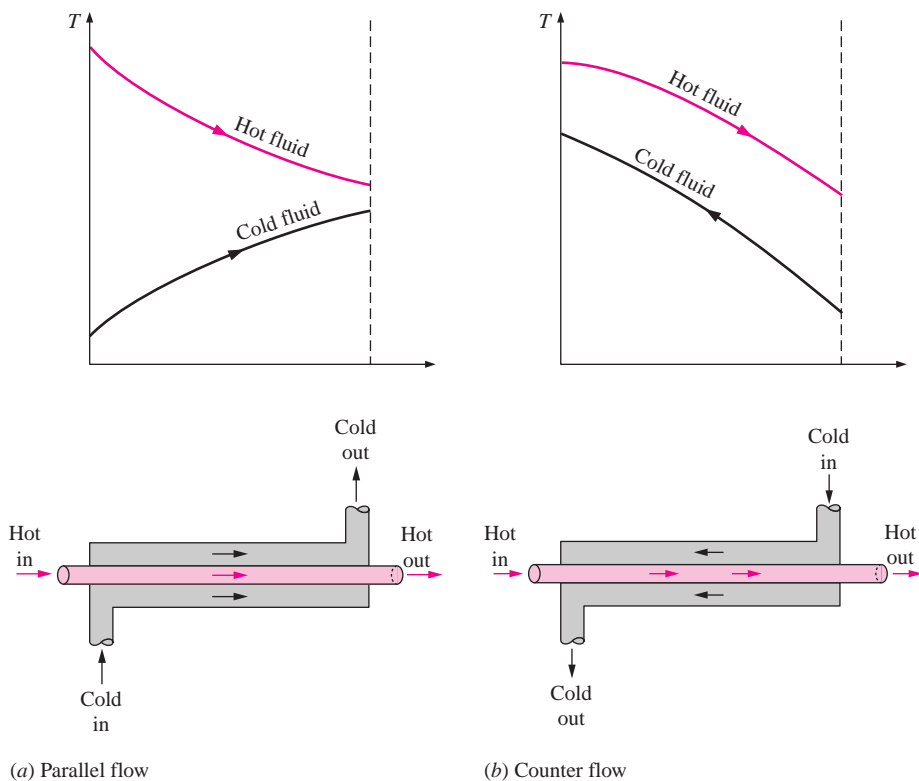 T
Hot fluid
Cold fluid
Cold
out
Hot
in
Hot
out
Cold
in
(a) Parallel flow
T
Hot fluid
Cold fluid
Cold
in
Hot
in
Hot
out
Cold
out
(b) Counter flow